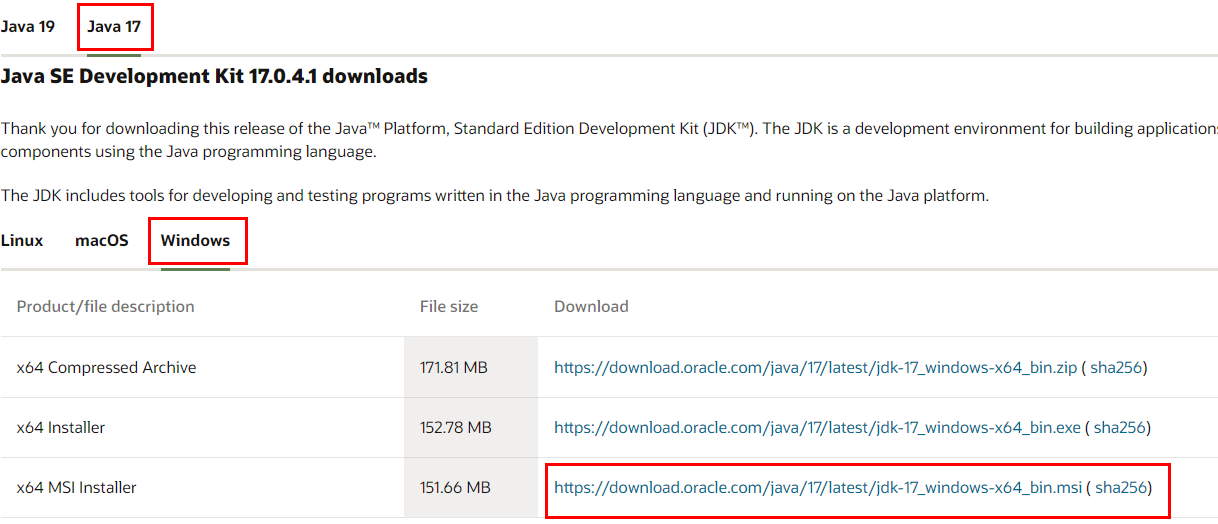 Java 19 Java 17
Java SE Development Kit 17.0.4.1 downloads
Thank you for downloading this release of the Java™ Platform, Standard Edition Development Kit (JDK™). The JDK is a development environment for building applications
components using the Java programming language.
The JDK includes tools for developing and testing programs written in the Java programming language and running on the Java platform.
Linux macOS Windows
Product/file description File size Download
x64 Compressed Archive 171.81 MB https://download.oracle.com/java/17/latest/jdk-17_windows-x64_bin.zip ( sha256)
x64 Installer 152.78 MB https://download.oracle.com/java/17/latest/jdk-17_windows-x64_bin.exe ( sha256)
x64 MSI Installer 151.66 MB https://download.oracle.com/java/17/latest/jdk-17_windows-x64_bin.msi ( sha256)